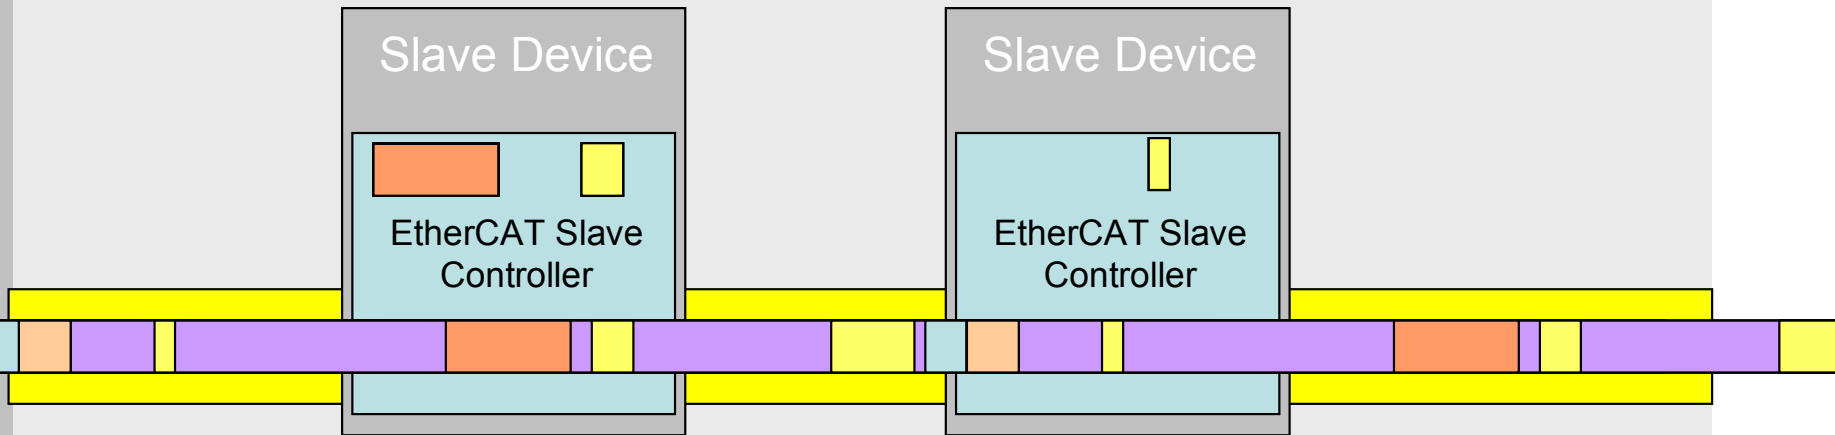 Slave Device
EtherCAT Slave
Controller
Slave Device
EtherCAT Slave
Controller